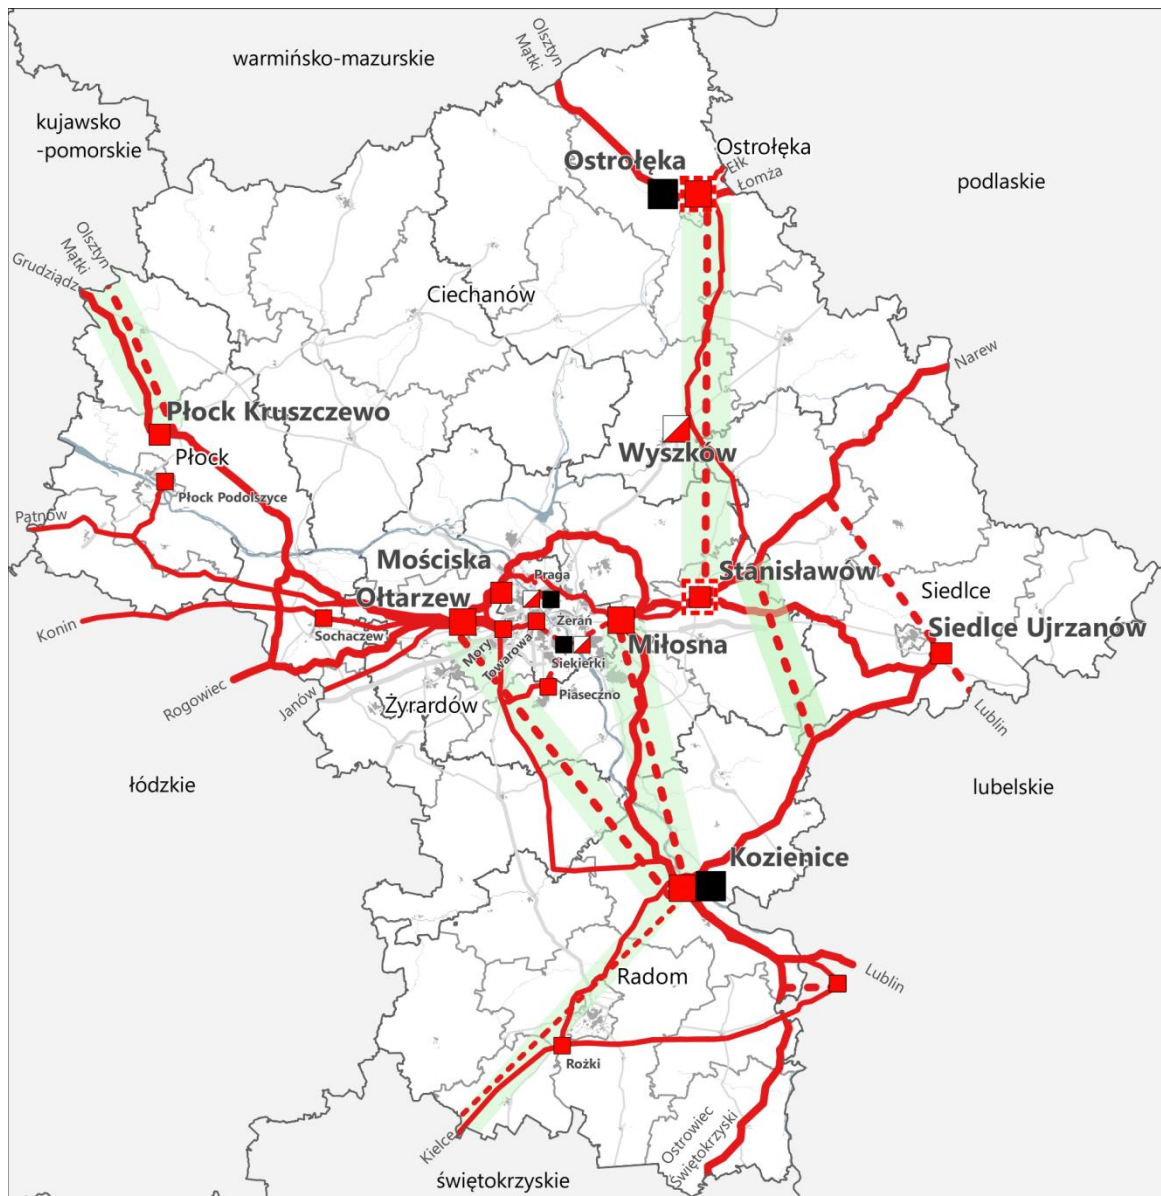 warmińsko-mazurskie
Olsztyn
Mątki
kujawsko
-pomorskie
Ostrołęka
Ostrołęka
Ełk
Łomża
podlaskie
Olsztyn
Mątki
Grudziądz
Ciechanów
Narew
Płock Kruszczewo
Płock
Płock Podolszyce
Wyszków
Pątnów
Mościska
Praga
Stanisławów
Ołtarzew
Żerań
Siedlce
Konin
Sochaczew
Mory
Towarowa
Siekierki
Miłosna
Siedlce Ujrzanów
Rogowiec
Janów
Żyrardów
Piaseczno
Lublin
łódzkie
lubelskie
Kozienice
Radom
Lublin
Rożki
Kielce
Ostrowiec
Świętokrzyski
świętokrzyskie